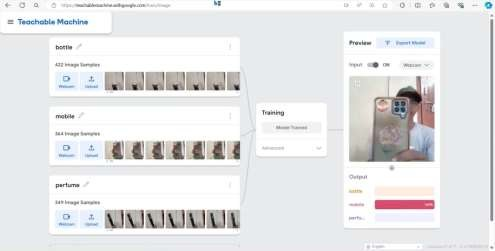 https://teachablemachine.withgoogle.com/train/image
Teachable Machine
bottle
432 Image Samples
Webcam
Upload
mobile
364 Image Samples
Webcam
Upload
perfume
349 Image Samples
Webcam
Upload
Training
Model Trained
Advanced
Preview
Export Model
Input
ON
Webcam
Output
bottle
mobile
perfu...
English